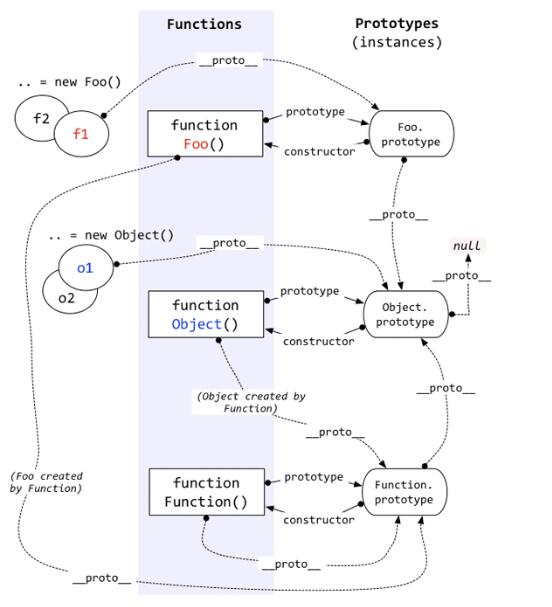 Functions
Prototypes
(instances)
__proto__
.. = new Foo()
f2
f1
function
Foo()
prototype
constructor
Foo.
prototype
__proto__
.. = new Object()
__proto__
null
__proto__
o1
o2
function
Object()
prototype
constructor
Object.
prototype
(Object created by
Function)
__proto__
__proto__
(Foo created
by Function)
function
Function()
prototype
constructor
Function.
prototype
__proto__
__proto__